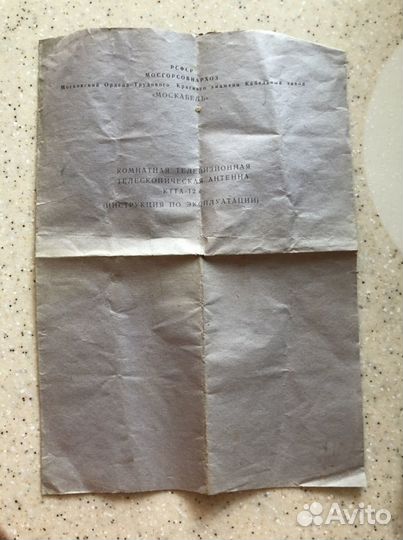 РСФСР
МОСГОРСОВНАРХОЗ
Московский Ордена Трудового Красного знамени Кабельный завод
«МОСКАБЕЛЬ»
КОМНАТНАЯ ТЕЛЕВИЗИОННАЯ
ТЕЛЕСКОПИЧЕСКАЯ АНТЕННА
КТТА-12
(ИНСТРУКЦИЯ ПО ЭКСПЛУАТАЦИИ)
Avito